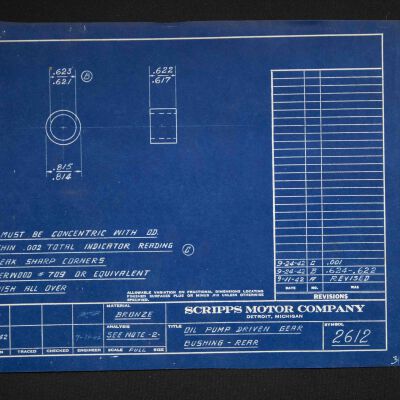 .623
.621
B
.622
.617
.815
.814
MUST BE CONCENTRIC WITH OD.
.002 TOTAL INDICATOR READING
C
SHARP CORNERS
# 709 OR EQUIVALENT
ALL OVER
ALLOWABLE VARIATION ON FRACTIONAL DIMENSIONS LOCATING
FINISHED SURFACES PLUS OR MINUS .010 UNLESS OTHERWISE
SPECIFIED.
9-24-42 C .001
9-24-42 B .624-.622
9-11-42 A REVISED
DATE NO. WAS
REVISIONS
MATERIAL
BRONZE
ANALYSIS
SEE NOTE -2-
SCALE FULL SIZE
TRACED CHECKED ENGINEER
SCRIPPS MOTOR COMPANY
DETROIT, MICHIGAN
TITLE
OIL PUMP DRIVEN GEAR
BUSHING - REAR
SYMBOL
2612